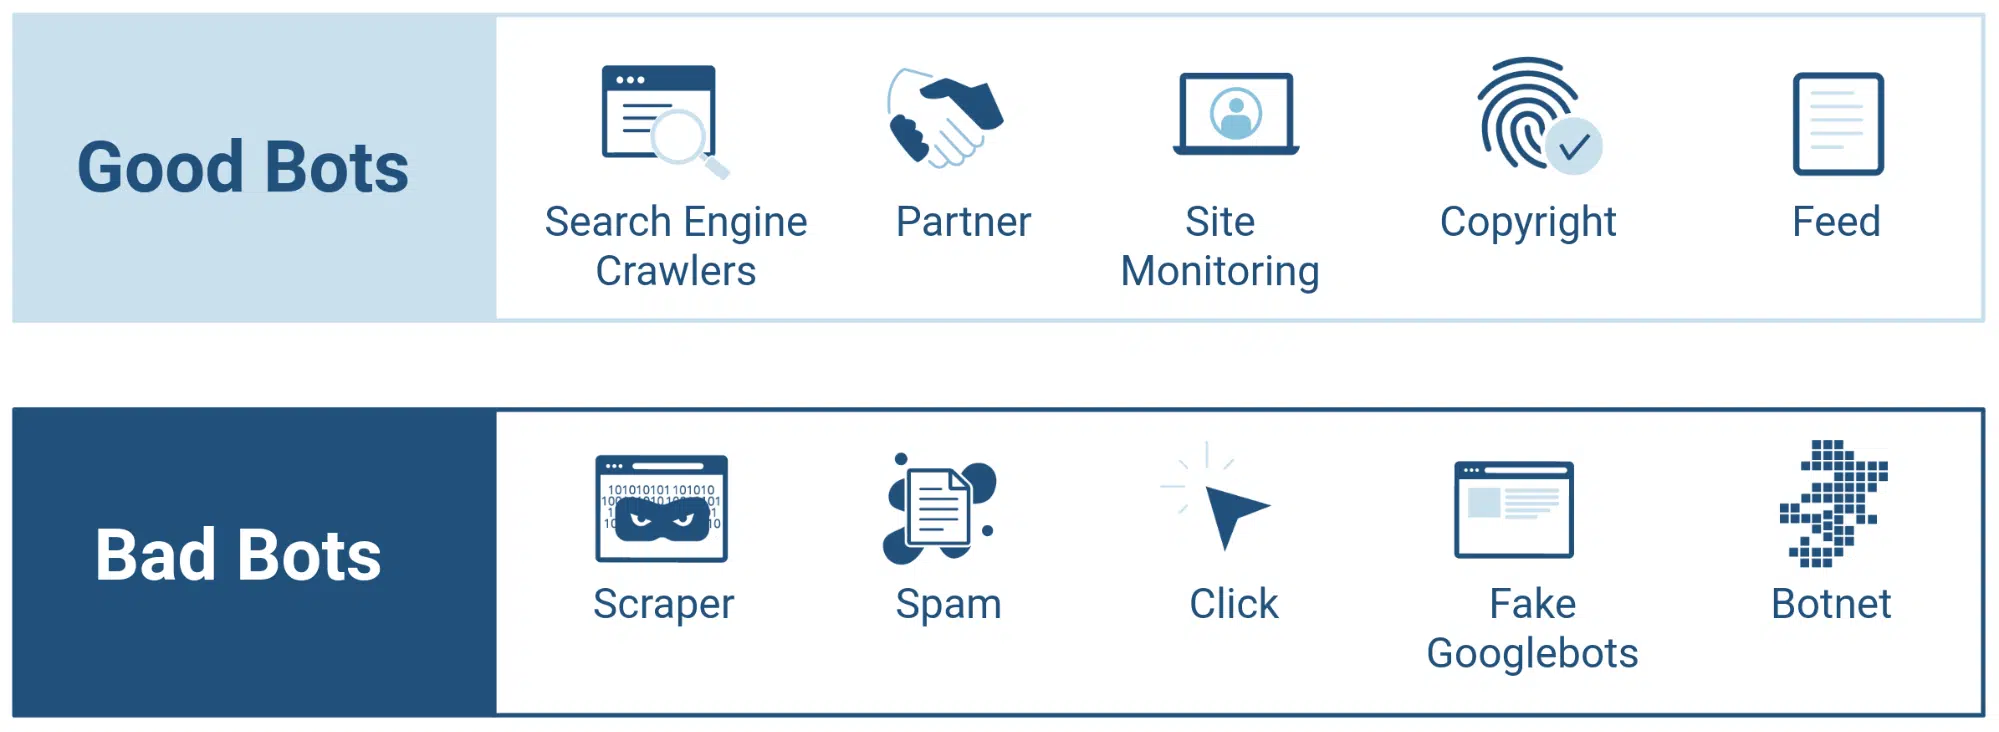 Good Bots
Search Engine
Crawlers
Partner
Site
Monitoring
Copyright
Feed
Bad Bots
101010101 101010
Scraper
Spam
Click
Fake
Googlebots
Botnet